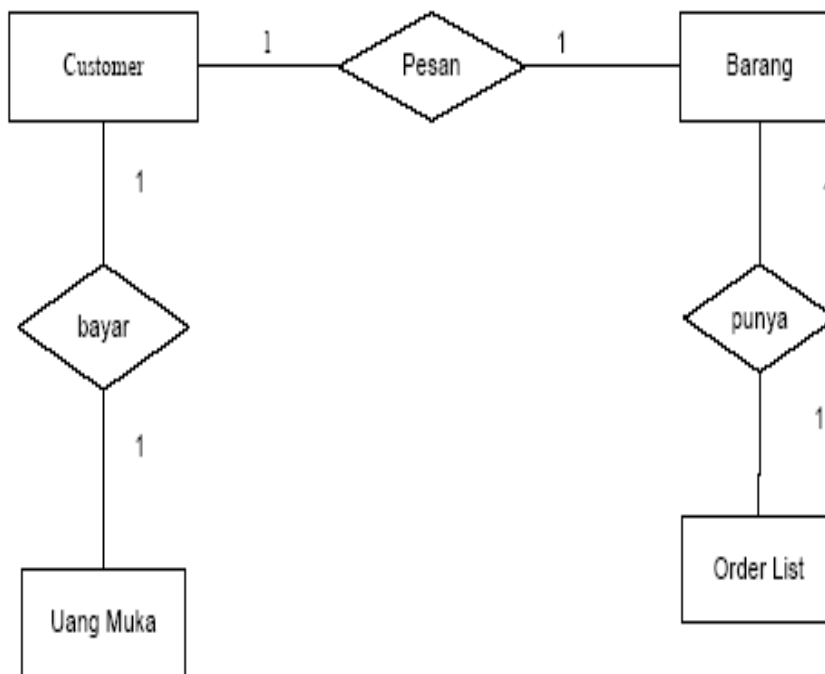 Customer
1
Pesan
1
Barang
1
bayar
punya
1
1
Order List
Uang Muka